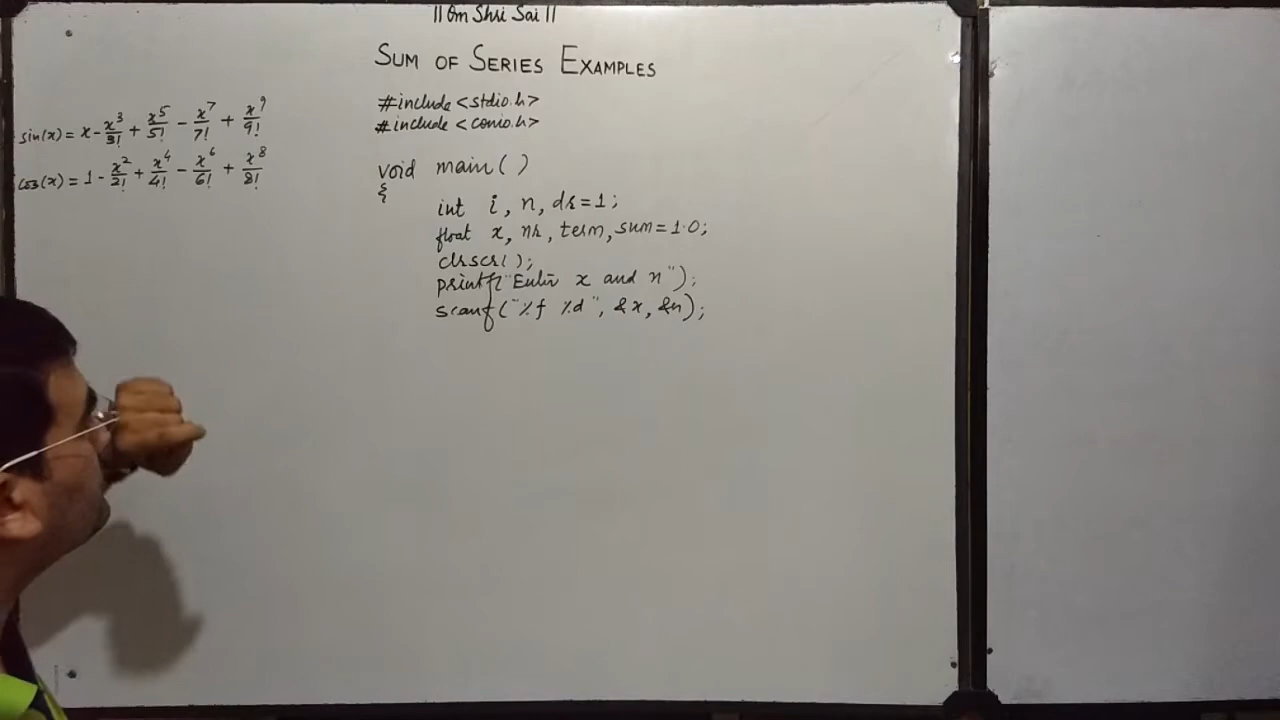 || Om Shri Sai ||
SUM OF SERIES EXAMPLES
sin(x) = x - x³/3! + x⁵/5! - x⁷/7! + x⁹/9!
cos(x) = 1 - x²/2! + x⁴/4! - x⁶/6! + x⁸/8!
#include <stdio.h>
#include <conio.h>
void main()
{
int i, n, dr=1;
float x, nr, term, sum=1.0;
clrscr();
printf("Enter x and n");
scanf("%f %d", &x, &n);